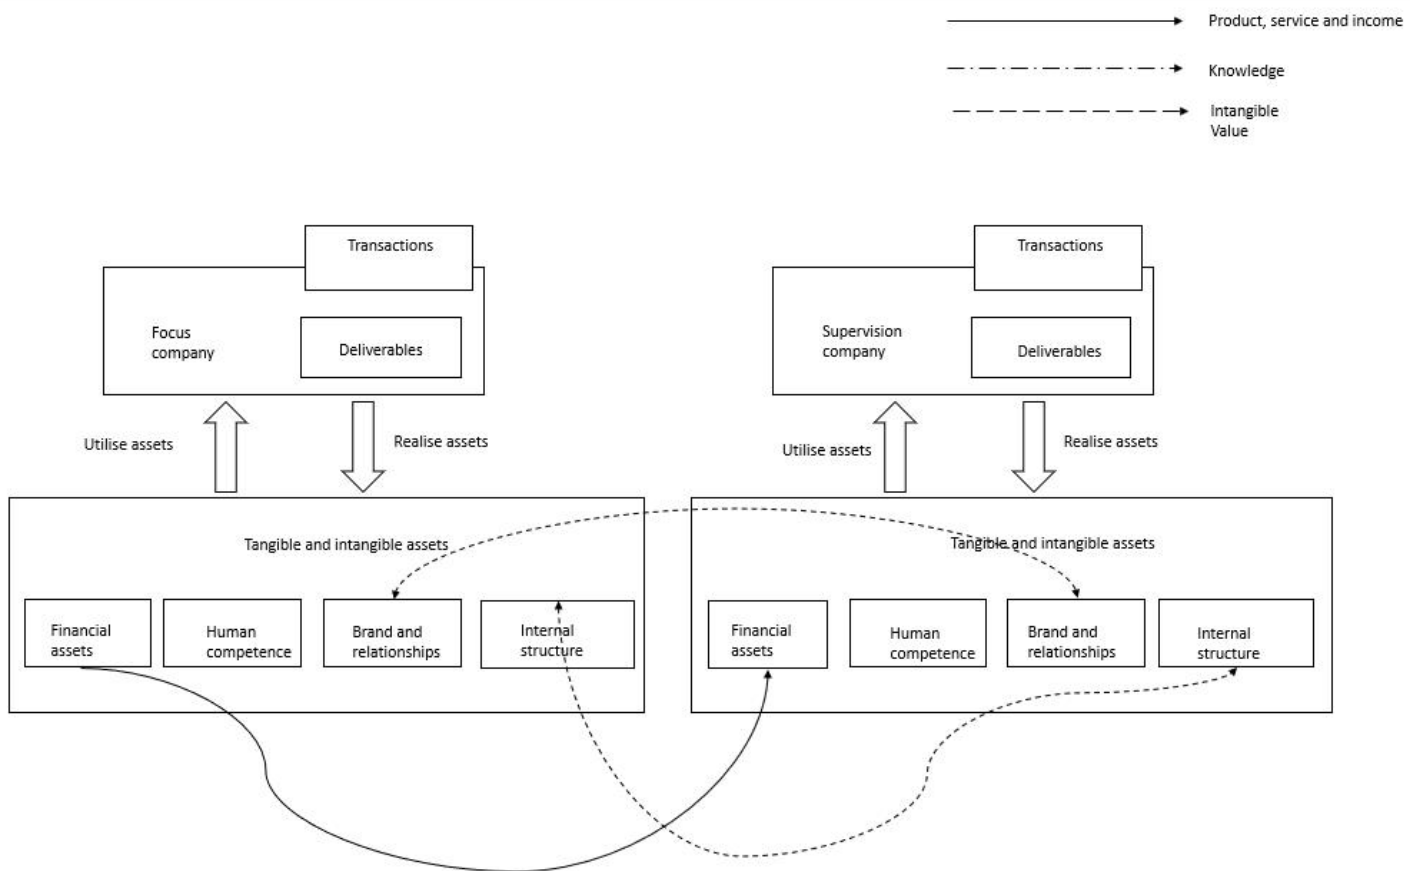 Product, service and income
Knowledge
Intangible
Value
Transactions
Focus
company
Deliverables
Transactions
Supervision
company
Deliverables
Utilise assets
Realise assets
Utilise assets
Realise assets
Tangible and intangible assets
Financial
assets
Human
competence
Brand and
relationships
Internal
structure
Tangible and intangible assets
Financial
assets
Human
competence
Brand and
relationships
Internal
structure